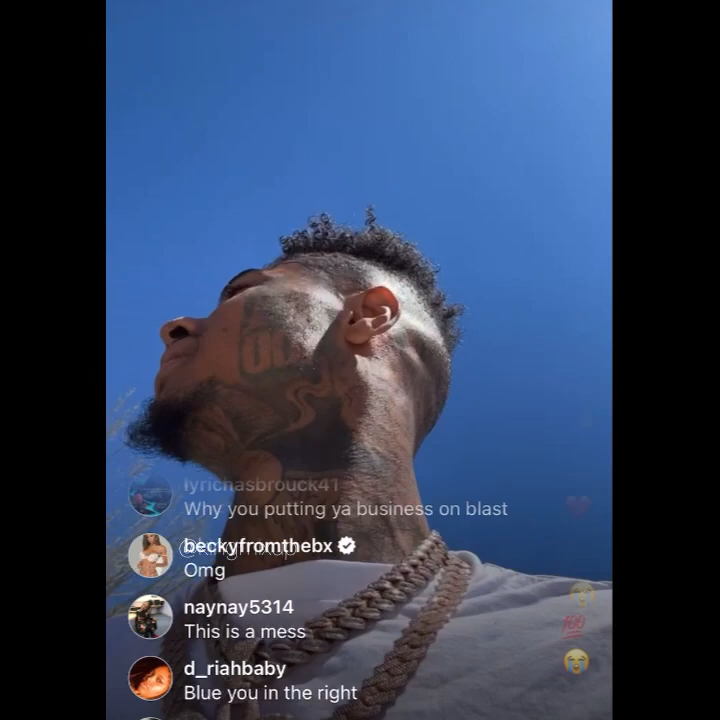 lyrichasbrouck41
Why you putting ya business on blast
beckyfromthebx
Omg
naynay5314
This is a mess
d_riahbaby
Blue you in the right
100